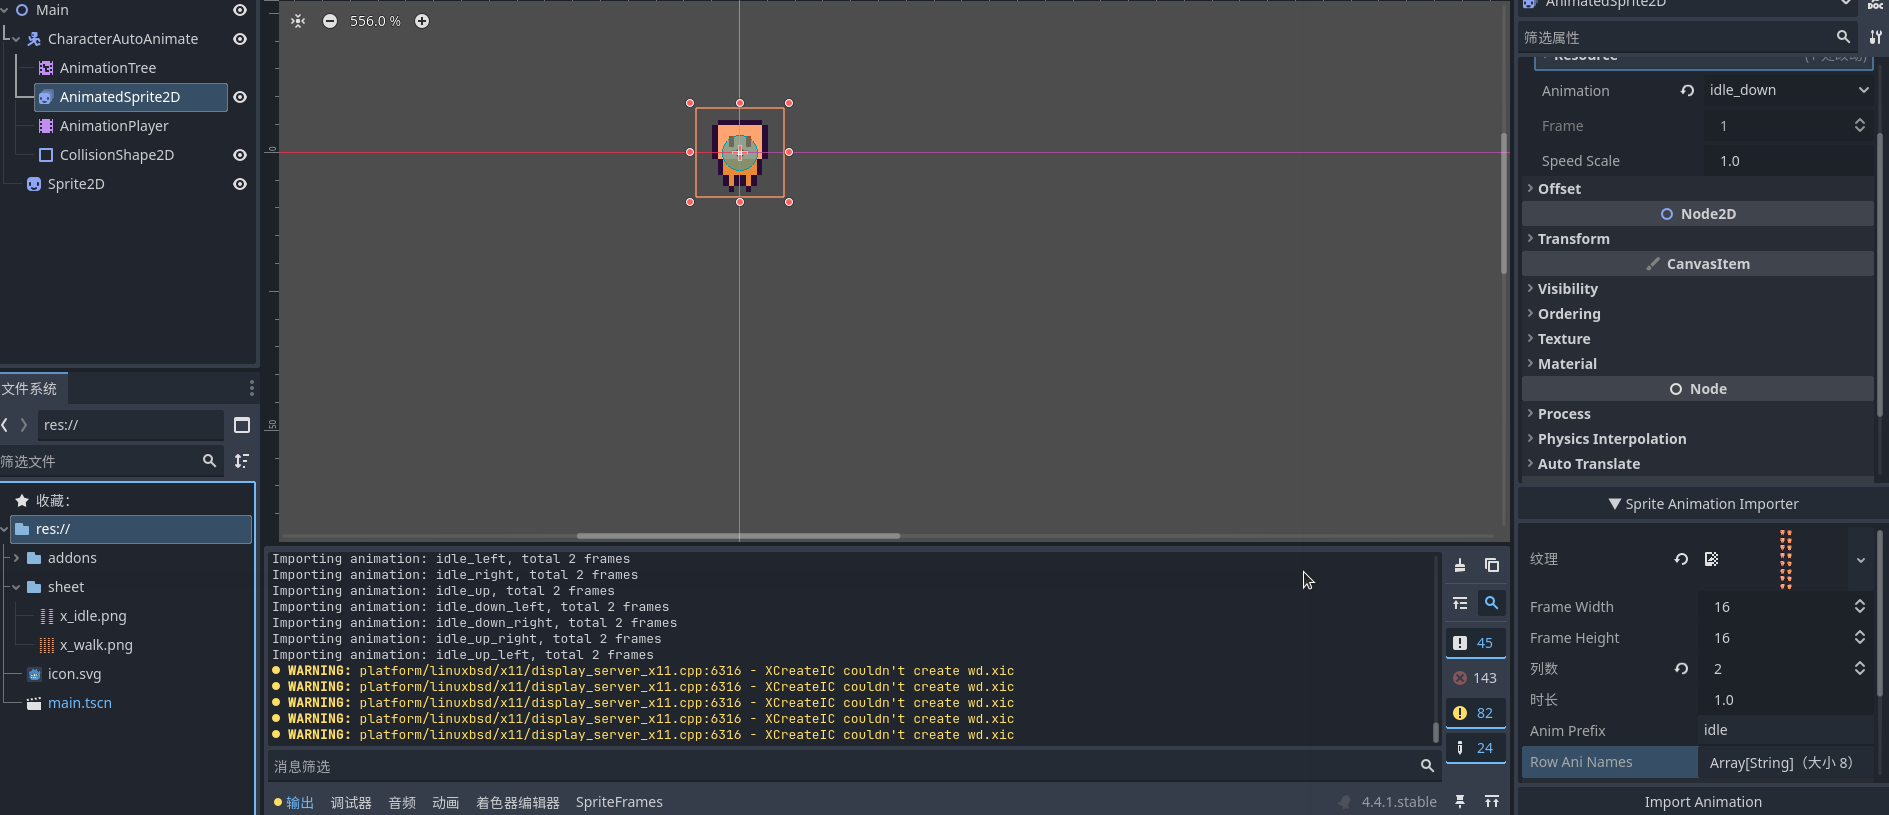 Main
CharacterAutoAnimate
AnimationTree
AnimatedSprite2D
AnimationPlayer
CollisionShape2D
Sprite2D
文件系统
res://
筛选文件
收藏：
res://
addons
sheet
x_idle.png
x_walk.png
icon.svg
main.tscn
556.0 %
0
50
Importing animation: idle_left, total 2 frames
Importing animation: idle_right, total 2 frames
Importing animation: idle_up, total 2 frames
Importing animation: idle_down_left, total 2 frames
Importing animation: idle_down_right, total 2 frames
Importing animation: idle_up_right, total 2 frames
Importing animation: idle_up_left, total 2 frames
WARNING: platform/linuxbsd/x11/display_server_x11.cpp:6316 - XCreateIC couldn't create wd.xic
WARNING: platform/linuxbsd/x11/display_server_x11.cpp:6316 - XCreateIC couldn't create wd.xic
WARNING: platform/linuxbsd/x11/display_server_x11.cpp:6316 - XCreateIC couldn't create wd.xic
WARNING: platform/linuxbsd/x11/display_server_x11.cpp:6316 - XCreateIC couldn't create wd.xic
WARNING: platform/linuxbsd/x11/display_server_x11.cpp:6316 - XCreateIC couldn't create wd.xic
45
143
82
24
消息筛选
输出 调试器 音频 动画 着色器编辑器 SpriteFrames 4.4.1.stable
AnimatedSprite2D
DOC
筛选属性
Resource
Animation idle_down
Frame 1
Speed Scale 1.0
Offset
Node2D
Transform
CanvasItem
Visibility
Ordering
Texture
Material
Node
Process
Physics Interpolation
Auto Translate
▼ Sprite Animation Importer
纹理
Frame Width 16
Frame Height 16
列数 2
时长 1.0
Anim Prefix idle
Row Ani Names Array[String]（大小 8）
Import Animation